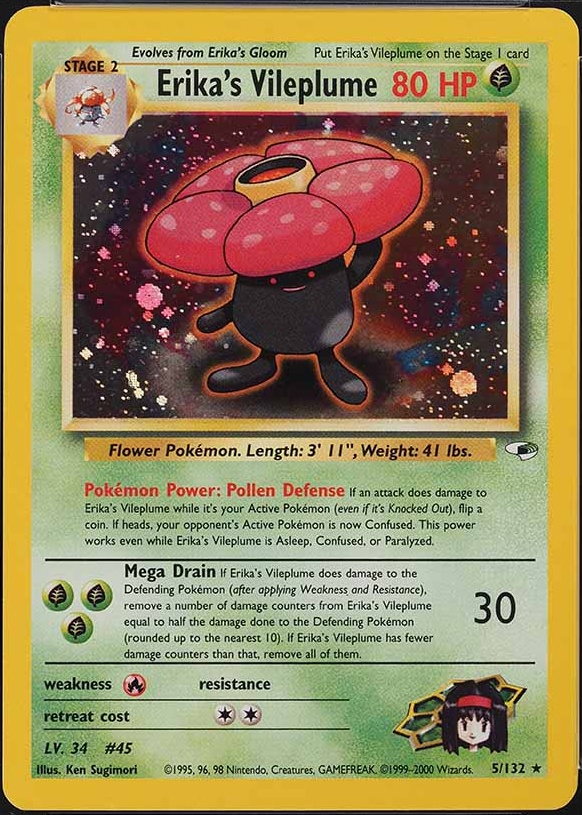 Evolves from Erika's Gloom Put Erika's Vileplume on the Stage 1 card
STAGE 2
Erika's Vileplume 80 HP
Flower Pokémon. Length: 3' 11", Weight: 41 lbs.
Pokémon Power: Pollen Defense If an attack does damage to
Erika's Vileplume while it's your Active Pokémon (even if it's Knocked Out), flip a
coin. If heads, your opponent's Active Pokémon is now Confused. This power
works even while Erika's Vileplume is Asleep, Confused, or Paralyzed.
Mega Drain If Erika's Vileplume does damage to the
Defending Pokémon (after applying Weakness and Resistance),
remove a number of damage counters from Erika's Vileplume
equal to half the damage done to the Defending Pokémon
(rounded up to the nearest 10). If Erika's Vileplume has fewer
damage counters than that, remove all of them.
30
weakness resistance
retreat cost
LV. 34 #45
Illus. Ken Sugimori ©1995, 96, 98 Nintendo, Creatures, GAMEFREAK. ©1999-2000 Wizards. 5/132 ★